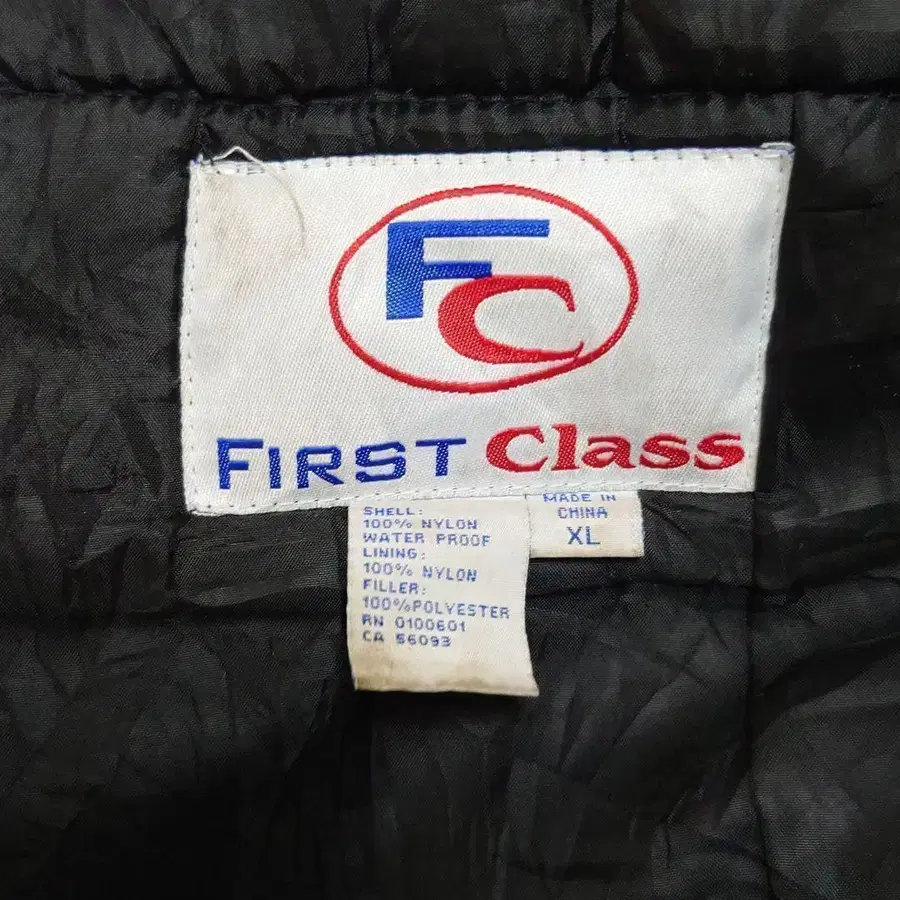 FC
FIRST Class
SHELL:
100% NYLON
WATER PROOF
LINING:
100% NYLON
FILLER:
100%POLYESTER
RN 0100601
CA 56093
MADE IN
CHINA
XL